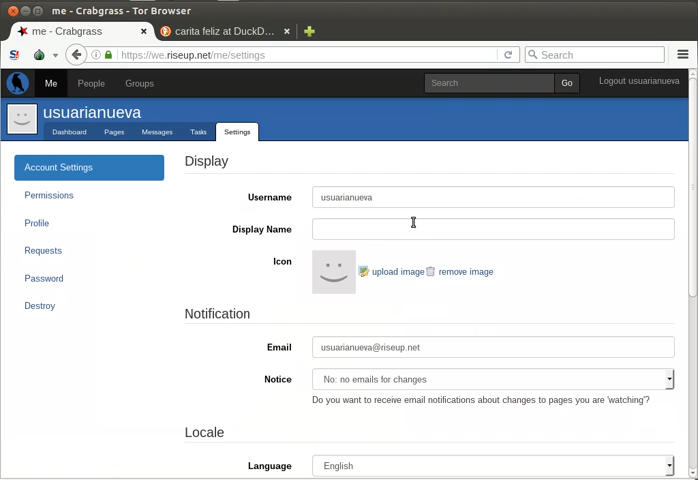 me - Crabgrass - Tor Browser
me - Crabgrass
carita feliz at DuckD...
https://we.riseup.net/me/settings
Search
Me
People
Groups
Search
Go
Logout usuarianueva
usuarianueva
Dashboard
Pages
Messages
Tasks
Settings
Account Settings
Permissions
Profile
Requests
Password
Destroy
Display
Username
usuarianueva
Display Name
Icon
upload image
remove image
Notification
Email
usuarianueva@riseup.net
Notice
No: no emails for changes
Do you want to receive email notifications about changes to pages you are 'watching'?
Locale
Language
English